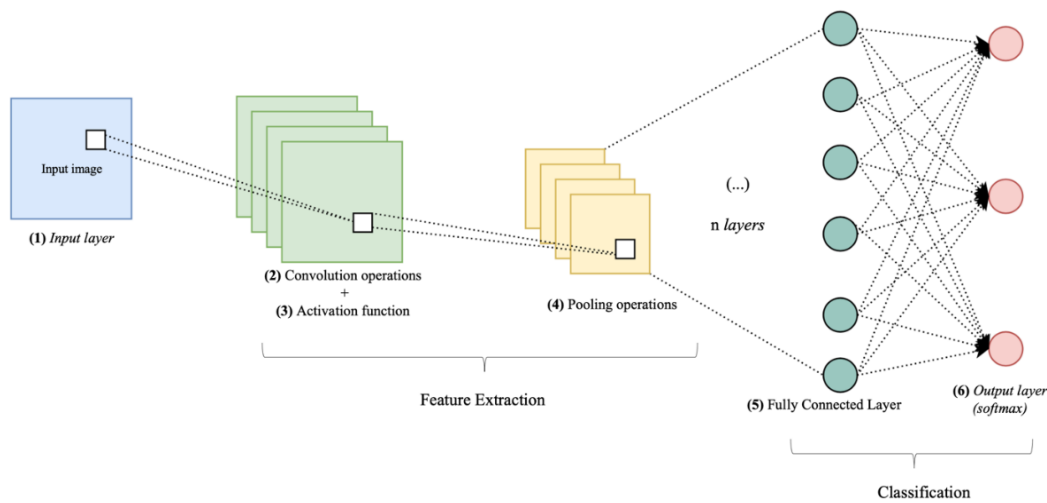 Input image
(1) Input layer
(2) Convolution operations
+
(3) Activation function
(4) Pooling operations
(...)
n layers
Feature Extraction
(5) Fully Connected Layer
(6) Output layer
(softmax)
Classification